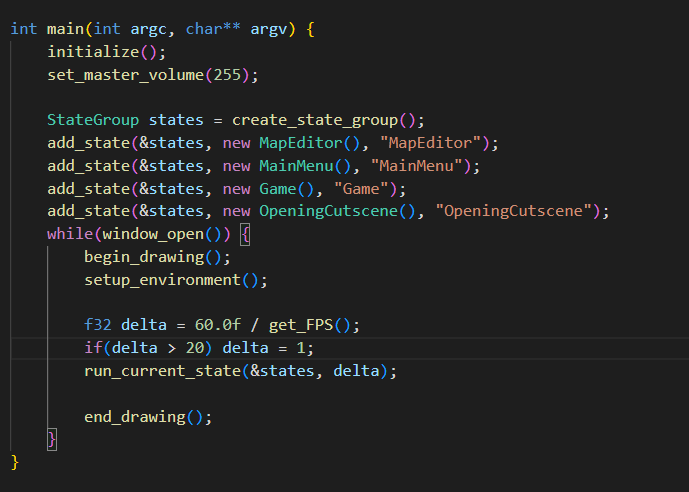 int main(int argc, char** argv) {
initialize();
set_master_volume(255);
StateGroup states = create_state_group();
add_state(&states, new MapEditor(), "MapEditor");
add_state(&states, new MainMenu(), "MainMenu");
add_state(&states, new Game(), "Game");
add_state(&states, new OpeningCutscene(), "OpeningCutscene");
while(window_open()) {
begin_drawing();
setup_environment();
f32 delta = 60.0f / get_FPS();
if(delta > 20) delta = 1;
run_current_state(&states, delta);
end_drawing();
}
}